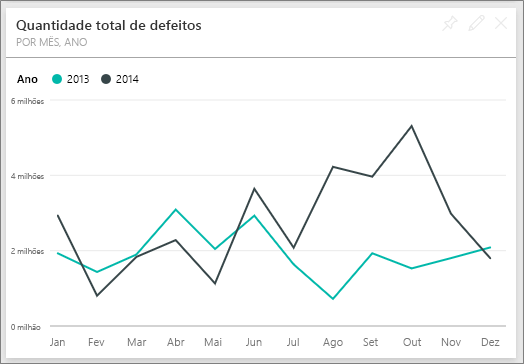 Quantidade total de defeitos
POR MÊS, ANO
Ano 2013 2014
6 milhões
4 milhões
2 milhões
0 milhão
Jan Fev Mar Abr Mai Jun Jul Ago Set Out Nov Dez